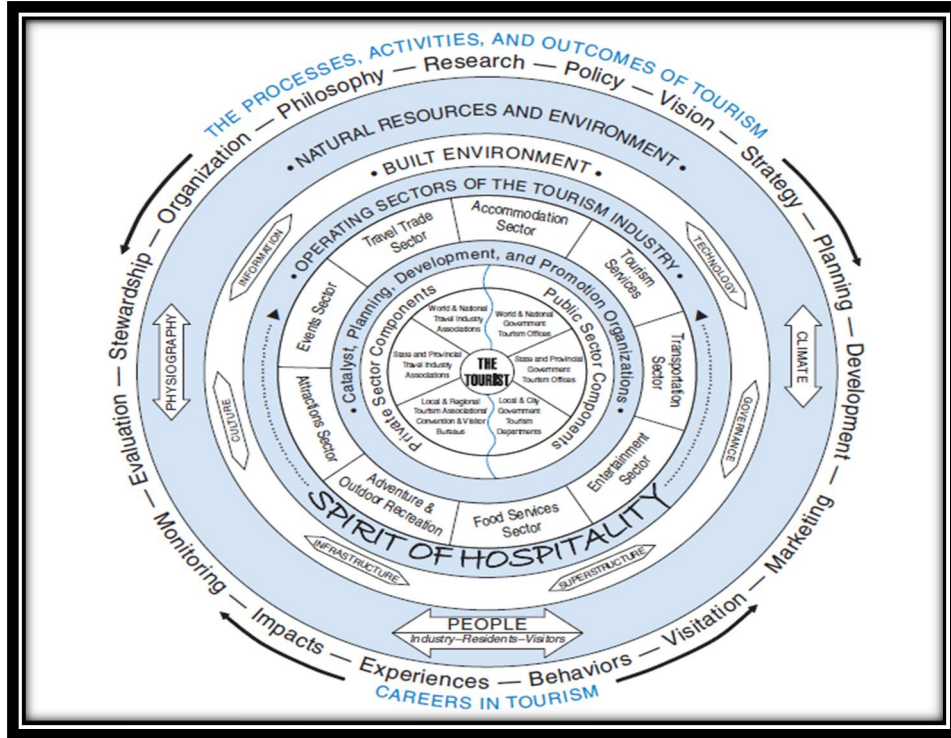 THE PROCESSES, ACTIVITIES, AND OUTCOMES OF TOURISM
Organization — Philosophy — Research — Policy — Vision — Strategy — Planning — Development — Marketing — Visitation — Behaviors — Experiences — Impacts — Monitoring — Evaluation — Stewardship —
• NATURAL RESOURCES AND ENVIRONMENT •
• BUILT ENVIRONMENT •
• OPERATING SECTORS OF THE TOURISM INDUSTRY •
INFORMATION
TECHNOLOGY
PHYSIOGRAPHY
CLIMATE
CULTURE
GOVERNANCE
INFRASTRUCTURE
SUPERSTRUCTURE
Travel Trade
Sector
Accommodation
Sector
Tourism
Services
Transportation
Sector
Entertainment
Sector
Food Services
Sector
Adventure &
Outdoor Recreation
Attractions Sector
Events Sector
• Catalyst, Planning, Development, and Promotion Organizations •
Private Sector Components
Public Sector Components
World & National
Travel Industry
Associations
World & National
Government
Tourism Offices
State and Provincial
Travel Industry
Associations
THE
TOURIST
State and Provincial
Government
Tourism Offices
Local & Regional
Tourism Associational
Convention & Visitor
Bureaus
Local & City
Government
Tourism
Departments
SPIRIT OF HOSPITALITY
PEOPLE
Industry–Residents–Visitors
CAREERS IN TOURISM